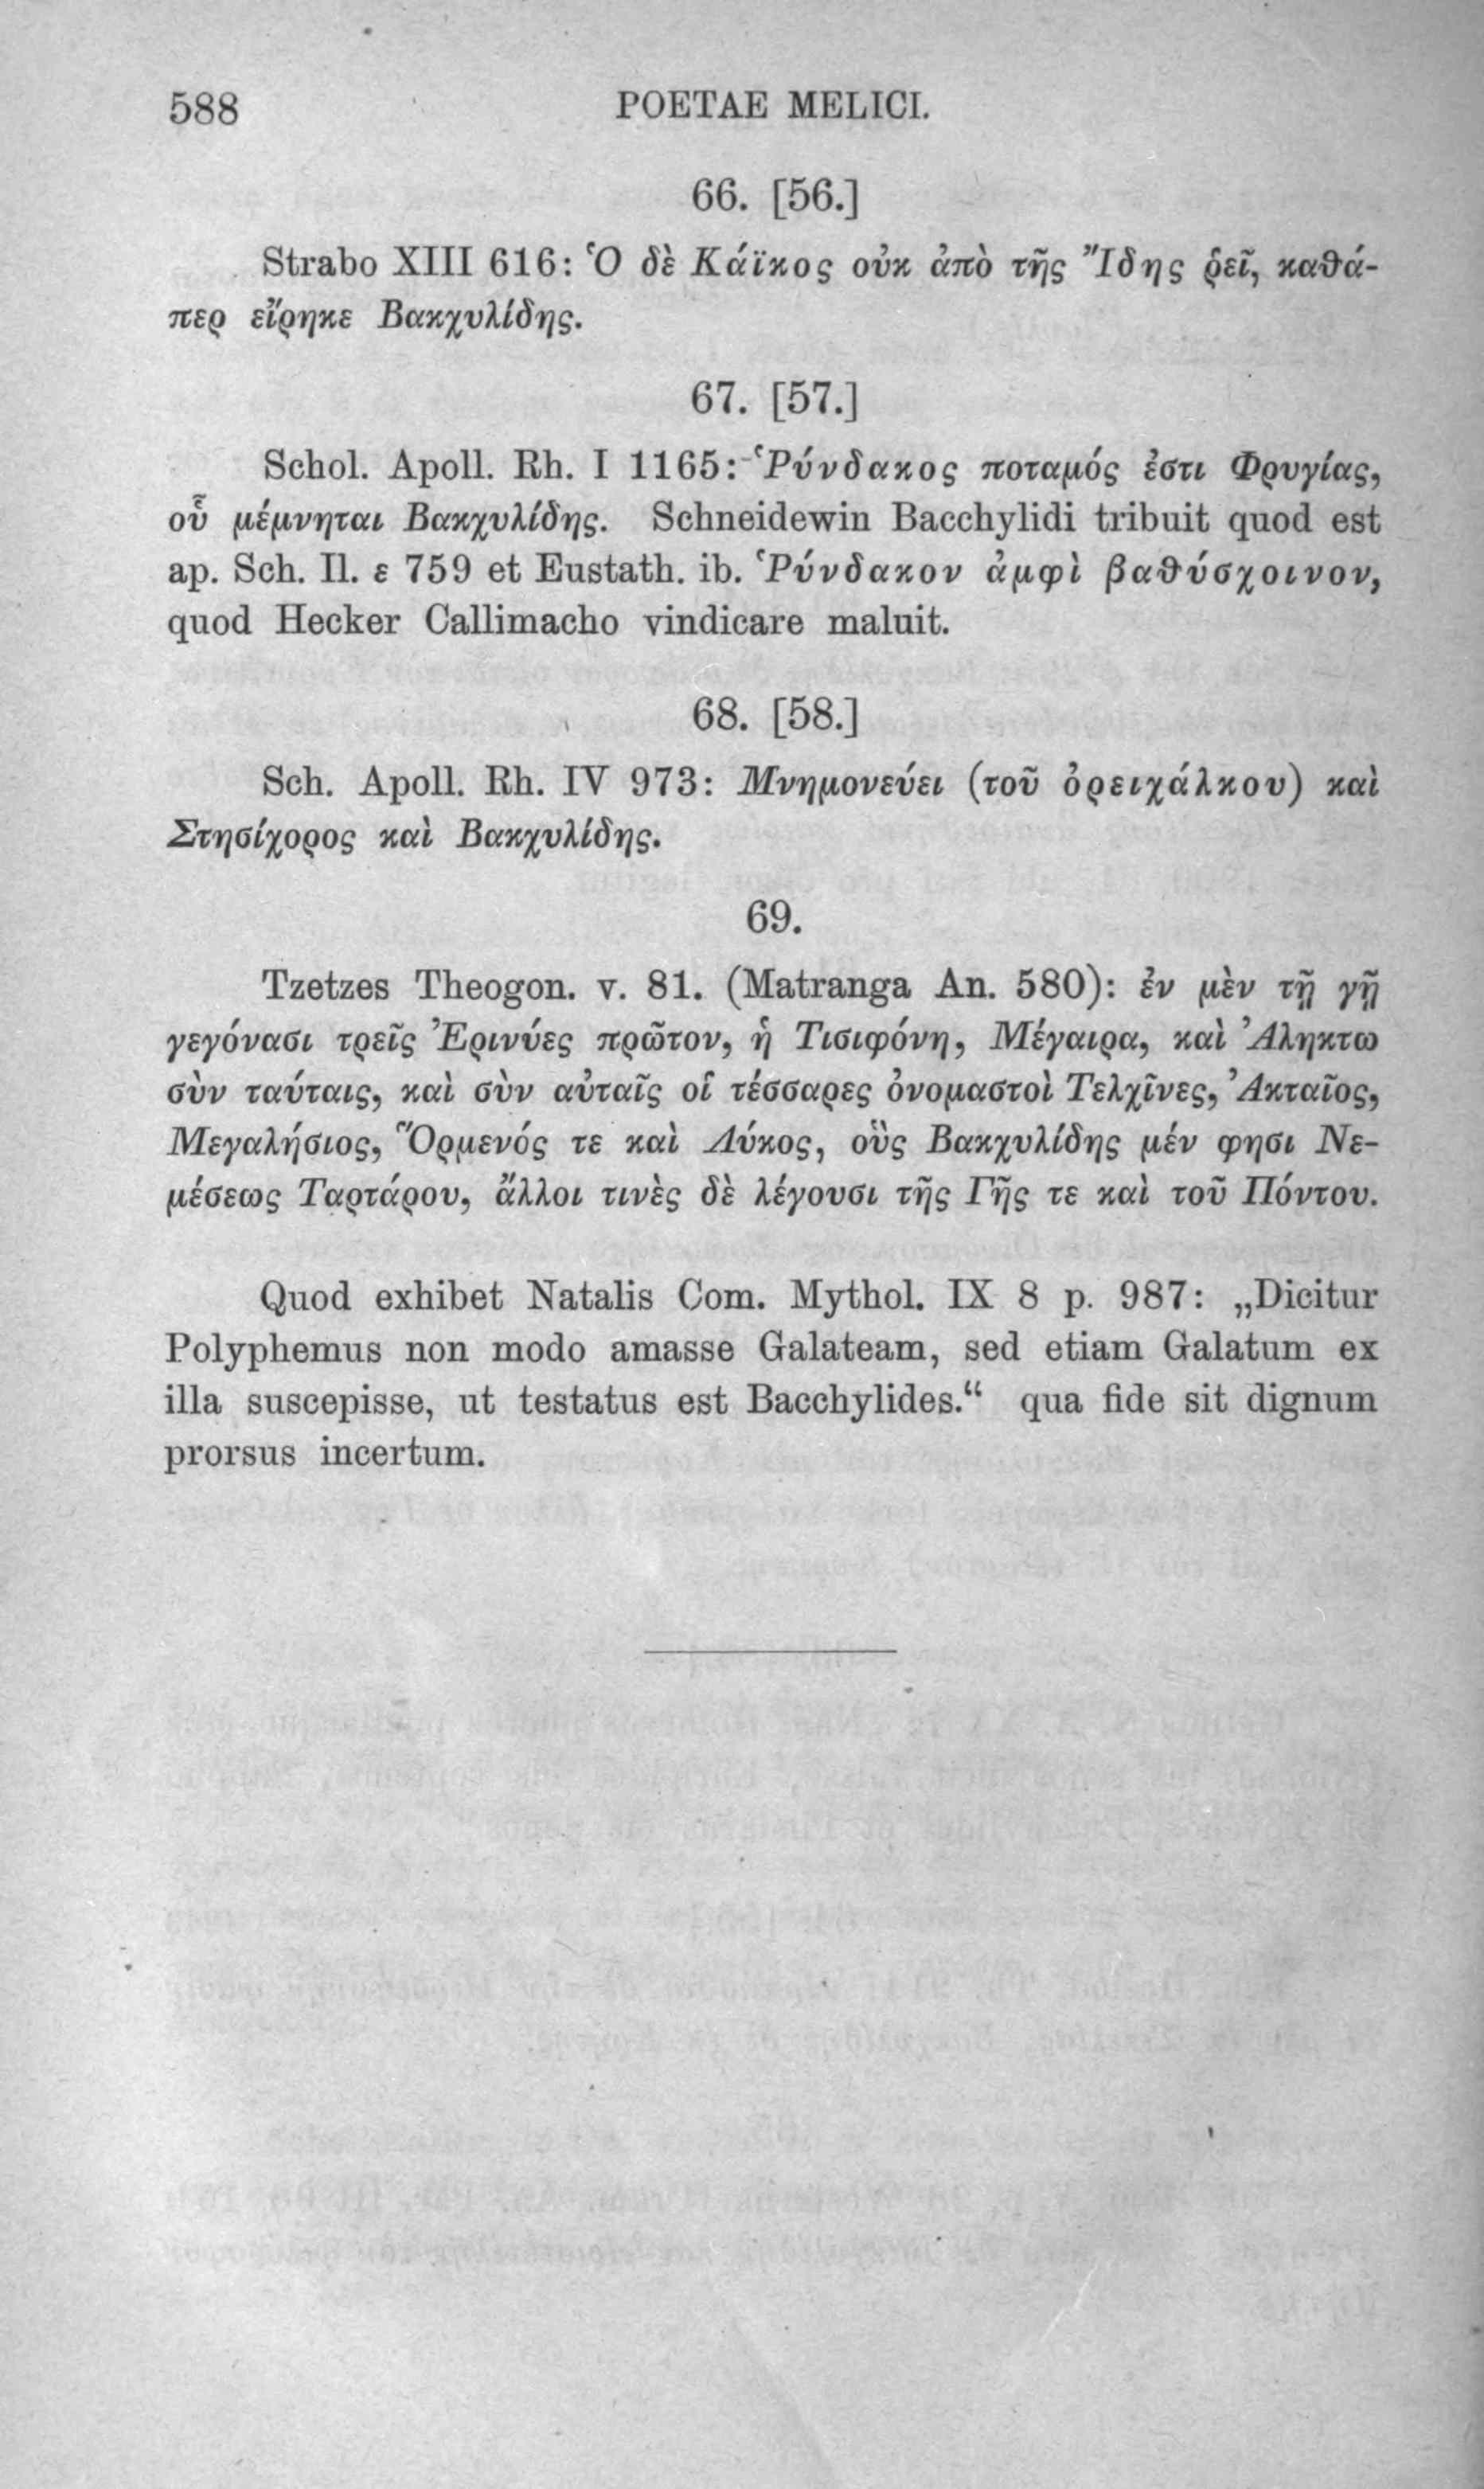 588 POETAE MELICI.
66. [56.]
Strabo XIII 616: Ὁ δὲ Κάϊκος οὐκ ἀπὸ τῆς Ἴδης ῥεῖ, καθά-
περ εἴρηκε Βακχυλίδης.
67. [57.]
Schol. Apoll. Rh. I 1165: Ῥύνδακος ποταμός ἐστι Φρυγίας,
οὗ μέμνηται Βακχυλίδης. Schneidewin Bacchylidi tribuit quod est
ap. Sch. Il. ε 759 et Eustath. ib. Ῥύνδακον ἀμφὶ βαθύσχοινον,
quod Hecker Callimacho vindicare maluit.
68. [58.]
Sch. Apoll. Rh. IV 973: Μνημονεύει (τοῦ ὀρειχάλκου) καὶ
Στησίχορος καὶ Βακχυλίδης.
69.
Tzetzes Theogon. v. 81. (Matranga An. 580): ἐν μὲν τῇ γῇ
γεγόνασι τρεῖς Ἐρινύες πρῶτον, ἡ Τισιφόνη, Μέγαιρα, καὶ Ἀληκτω
σὺν ταύταις, καὶ σὺν αὐταῖς οἱ τέσσαρες ὀνομαστοὶ Τελχῖνες, Ἀκταῖος,
Μεγαλήσιος, Ὅρμενός τε καὶ Λύκος, οὓς Βακχυλίδης μέν φησι Νε-
μέσεως Ταρτάρου, ἄλλοι τινὲς δὲ λέγουσι τῆς Γῆς τε καὶ τοῦ Πόντου.
Quod exhibet Natalis Com. Mythol. IX 8 p. 987: „Dicitur
Polyphemus non modo amasse Galateam, sed etiam Galatum ex
illa suscepisse, ut testatus est Bacchylides.“ qua fide sit dignum
prorsus incertum.